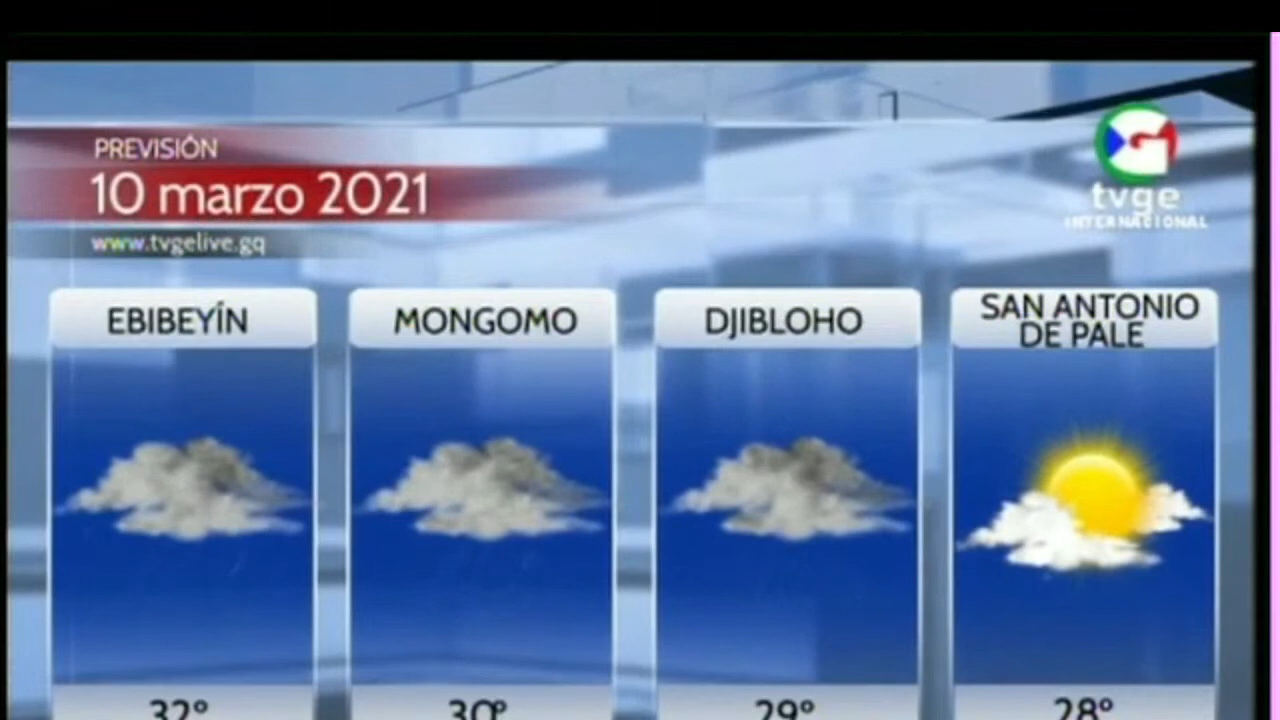 PREVISIÓN
10 marzo 2021
www.tvgelive.gq
tvge
INTERNACIONAL
EBIBEYÍN
MONGOMO
DJIBLOHO
SAN ANTONIO
DE PALE
32°
30°
29°
28°